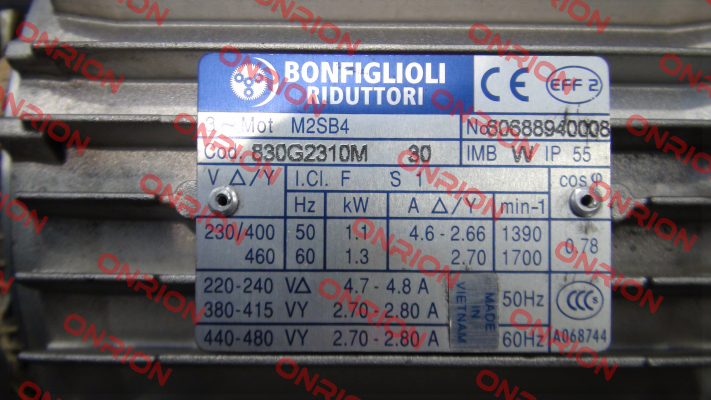 BONFIGLIOLI
RIDUTTORI
CE EFF 2
3 ~ Mot M2SB4 No
Cod. 830G2310M 30 IMB W IP 55
V Δ/Y I.Cl. F S 1 cosφ
Hz kW A Δ/Y min-1
230/400 50 1.1 4.6 - 2.66 1390 0.78
460 60 1.3 2.70 1700
220-240 VΔ 4.7 - 4.8 A 50Hz
380-415 VY 2.70 - 2.80 A
440-480 VY 2.70 - 2.80 A 60Hz
MADE IN VIETNAM
CCC S
A068744
ONRION